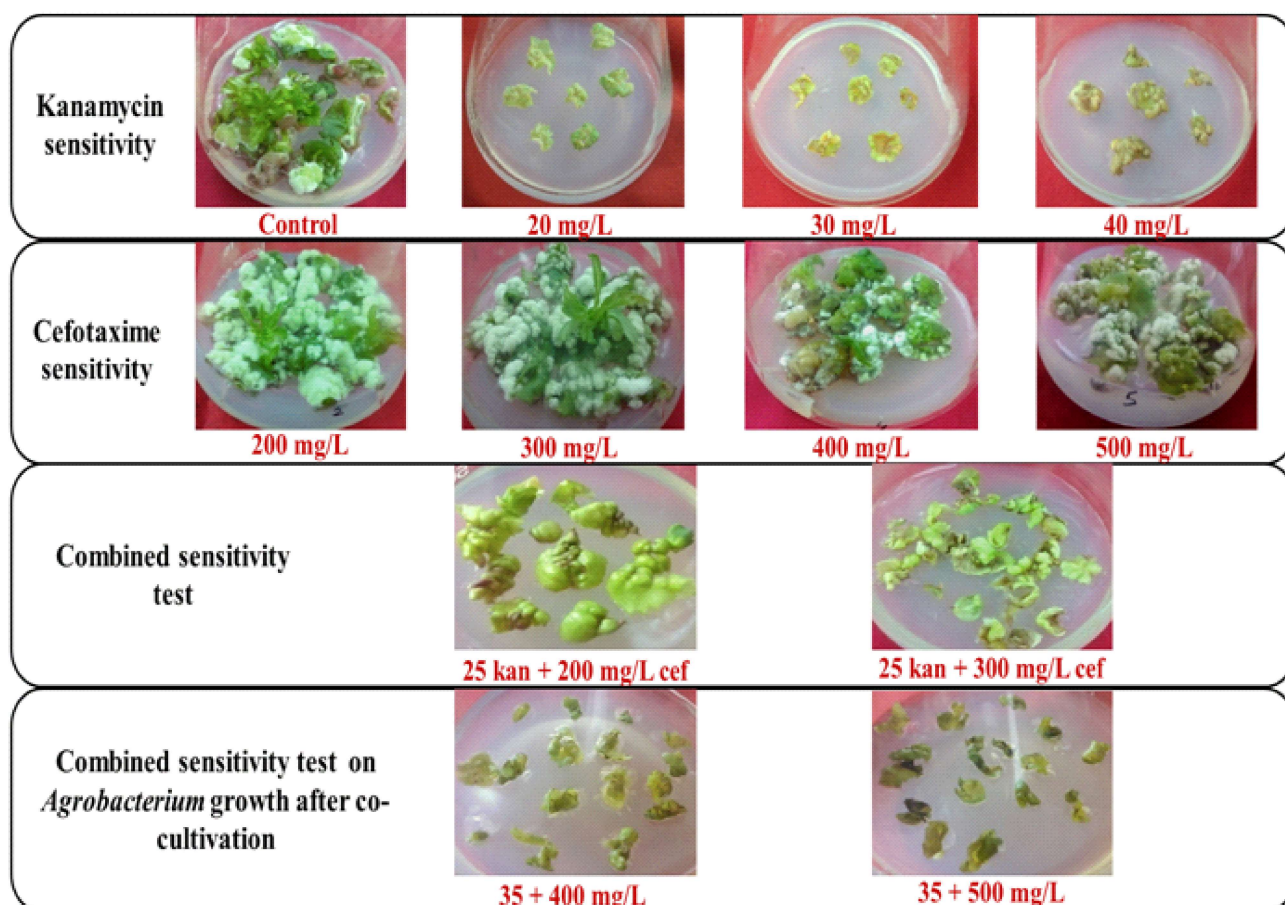 Kanamycin
sensitivity
Control
20 mg/L
30 mg/L
40 mg/L
Cefotaxime
sensitivity
200 mg/L
300 mg/L
400 mg/L
500 mg/L
5
Combined sensitivity
test
25 kan + 200 mg/L cef
25 kan + 300 mg/L cef
Combined sensitivity test on
Agrobacterium growth after co-
cultivation
35 + 400 mg/L
35 + 500 mg/L